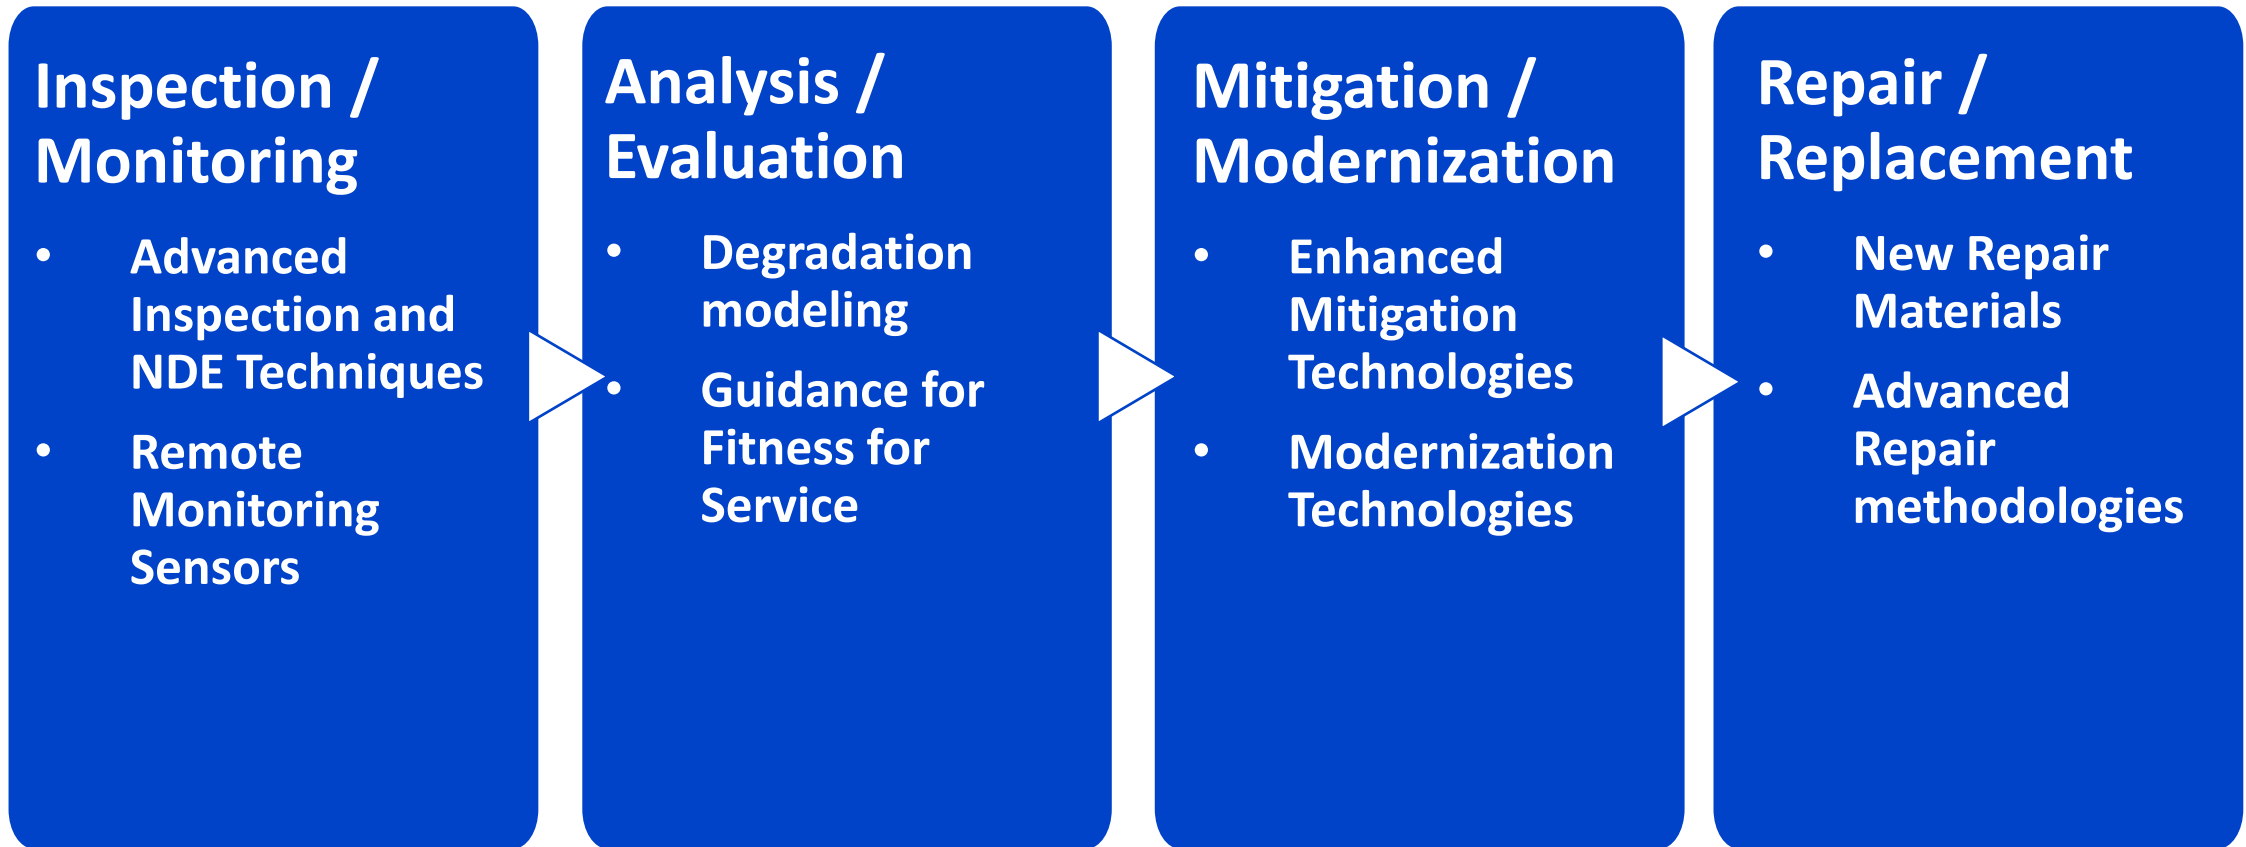 Inspection /
Monitoring
• Advanced
Inspection and
NDE Techniques
• Remote
Monitoring
Sensors
Analysis /
Evaluation
• Degradation
modeling
• Guidance for
Fitness for
Service
Mitigation /
Modernization
• Enhanced
Mitigation
Technologies
• Modernization
Technologies
Repair /
Replacement
• New Repair
Materials
• Advanced
Repair
methodologies